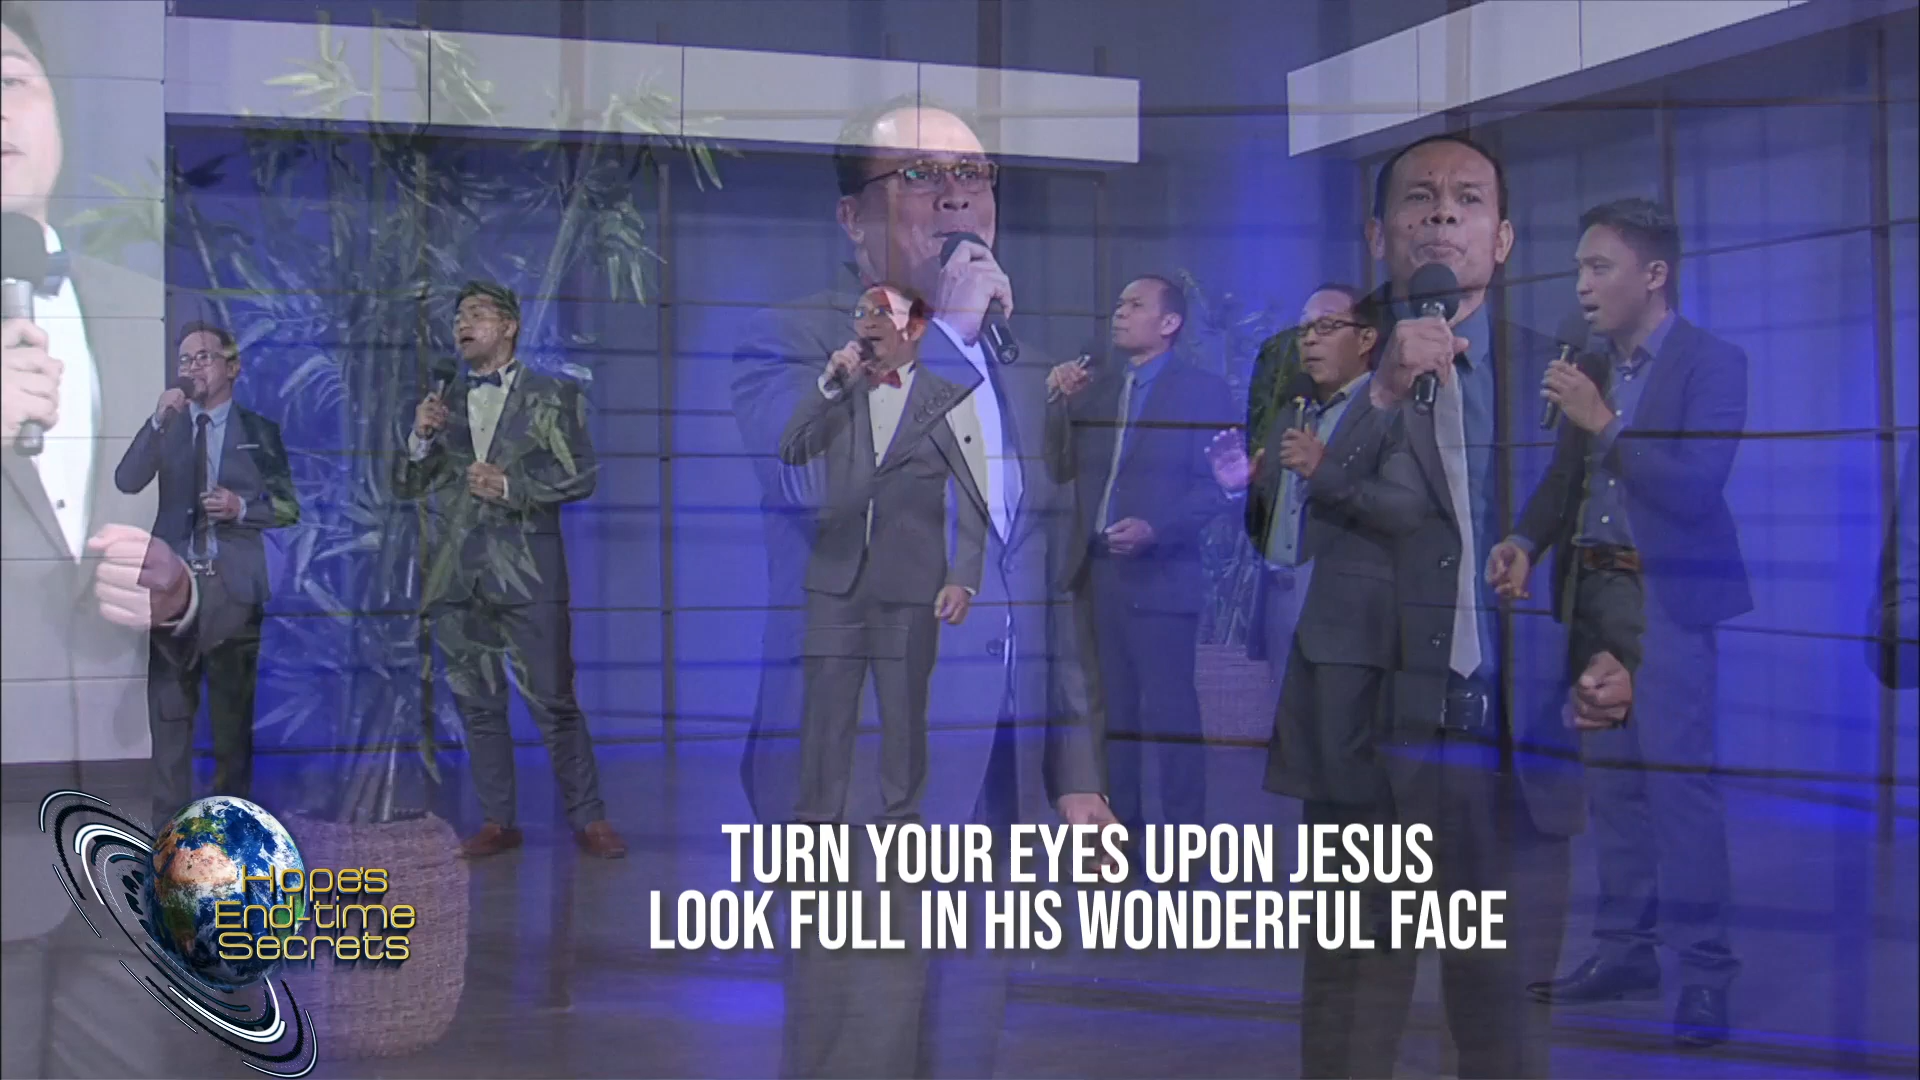 TURN YOUR EYES UPON JESUS
LOOK FULL IN HIS WONDERFUL FACE
Hope's
End-time
Secrets